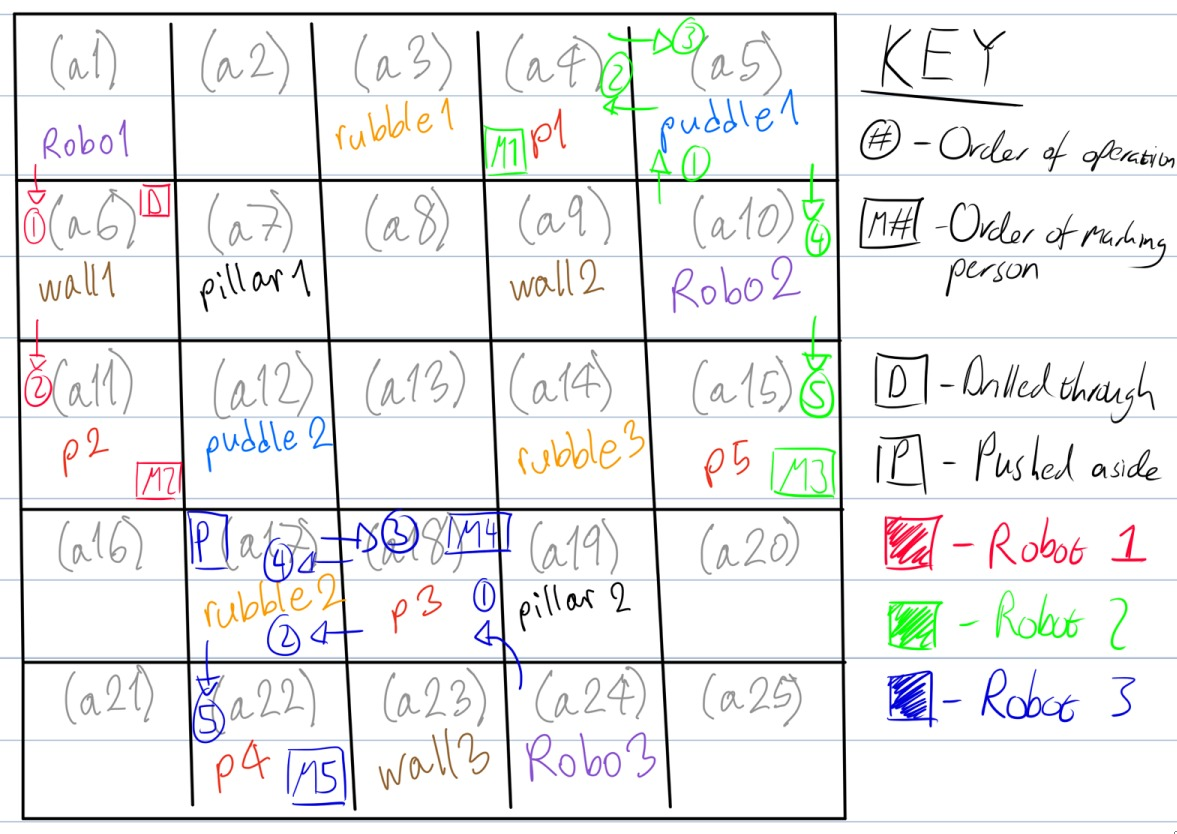 (a1) (a2) (a3) (a4) ② → ③ (a5)
Robo1 rubble1 M1 p1 ← puddle1
↑ ①
① (a6) D (a7) (a8) (a9) (a10) ④
wall1 pillar1 wall2 Robo2
② (a11) (a12) (a13) (a14) (a15) ⑤
p2 M2 puddle2 rubble3 p5 M3
(a16) P (a17) ④ ③ (a18) M4 (a19) (a20)
rubble2 ② p3 ① pillar2
(a21) ⑤ (a22) (a23) (a24) (a25)
p4 M5 wall3 Robo3
KEY
# - Order of operation
M# - Order of marking
person
D - Drilled through
P - Pushed aside
- Robot 1
- Robot 2
- Robot 3